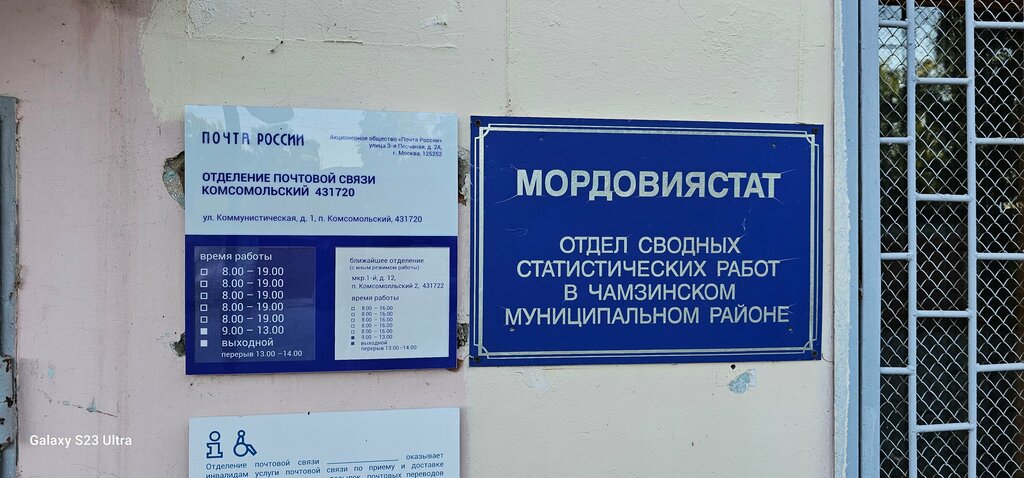 ПОЧТА РОССИИ
Акционерное общество «Почта России»
улица 3-я Песчаная, д. 2А,
г. Москва, 125252
ОТДЕЛЕНИЕ ПОЧТОВОЙ СВЯЗИ
КОМСОМОЛЬСКИЙ 431720
ул. Коммунистическая, д. 1, п. Комсомольский, 431720
время работы
8.00 – 19.00
8.00 – 19.00
8.00 – 19.00
8.00 – 19.00
8.00 – 19.00
9.00 – 13.00
выходной
перерыв 13.00 –14.00
ближайшее отделение
(с иным режимом работы):
мкр.1-й, д. 12,
п. Комсомольский 2, 431722
время работы
8.00 – 16.00
8.00 – 16.00
8.00 – 16.00
8.00 – 16.00
8.00 – 16.00
9.00 – 13.00
выходной
перерыв 13.00 –14.00
МОРДОВИЯСТАТ
ОТДЕЛ СВОДНЫХ
СТАТИСТИЧЕСКИХ РАБОТ
В ЧАМЗИНСКОМ
МУНИЦИПАЛЬНОМ РАЙОНЕ
Отделение почтовой связи ____________ оказывает
инвалидам услуги почтовой связи по приему и доставке
почтовых переводов
Galaxy S23 Ultra